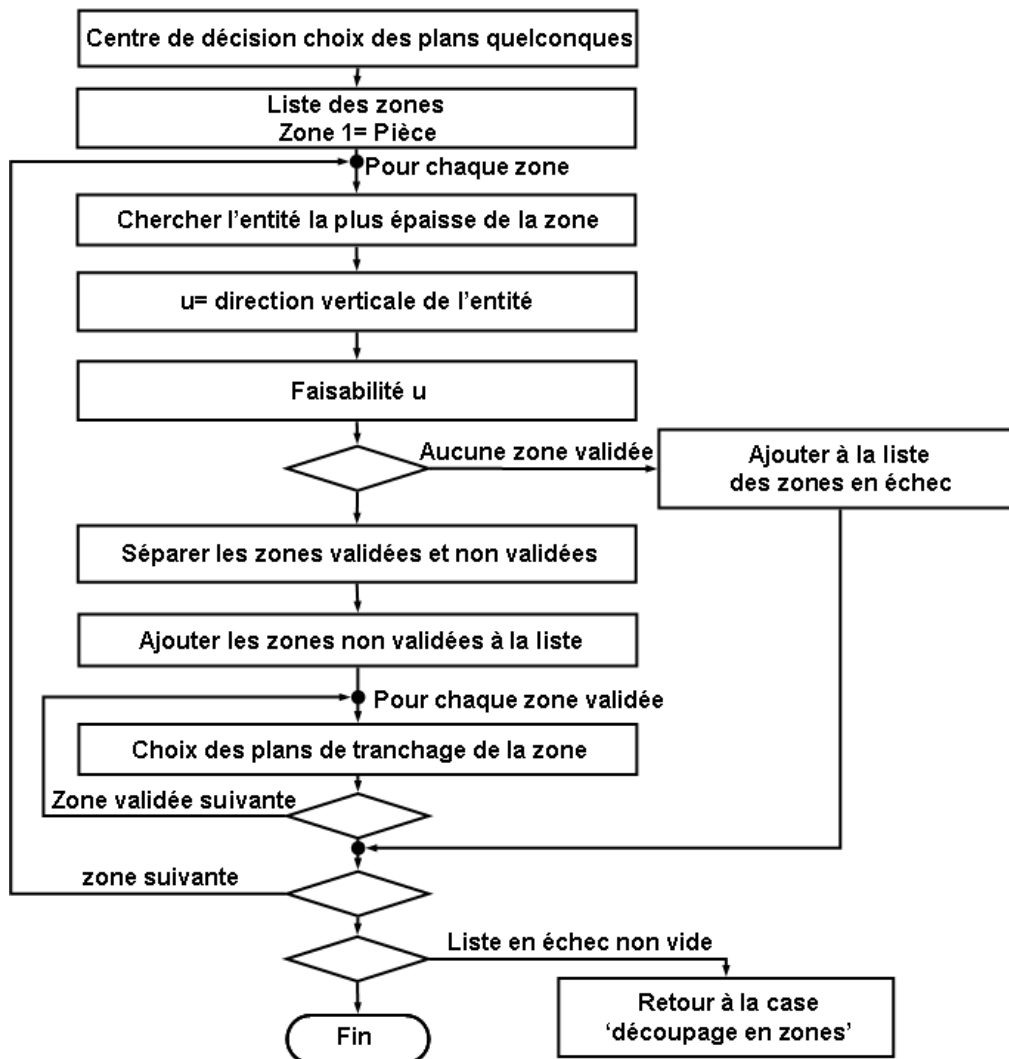 Centre de décision choix des plans quelconques
Liste des zones
Zone 1= Pièce
Pour chaque zone
Chercher l'entité la plus épaisse de la zone
u= direction verticale de l'entité
Faisabilité u
Aucune zone validée
Ajouter à la liste
des zones en échec
Séparer les zones validées et non validées
Ajouter les zones non validées à la liste
Pour chaque zone validée
Choix des plans de tranchage de la zone
Zone validée suivante
zone suivante
Liste en échec non vide
Retour à la case
'découpage en zones'
Fin